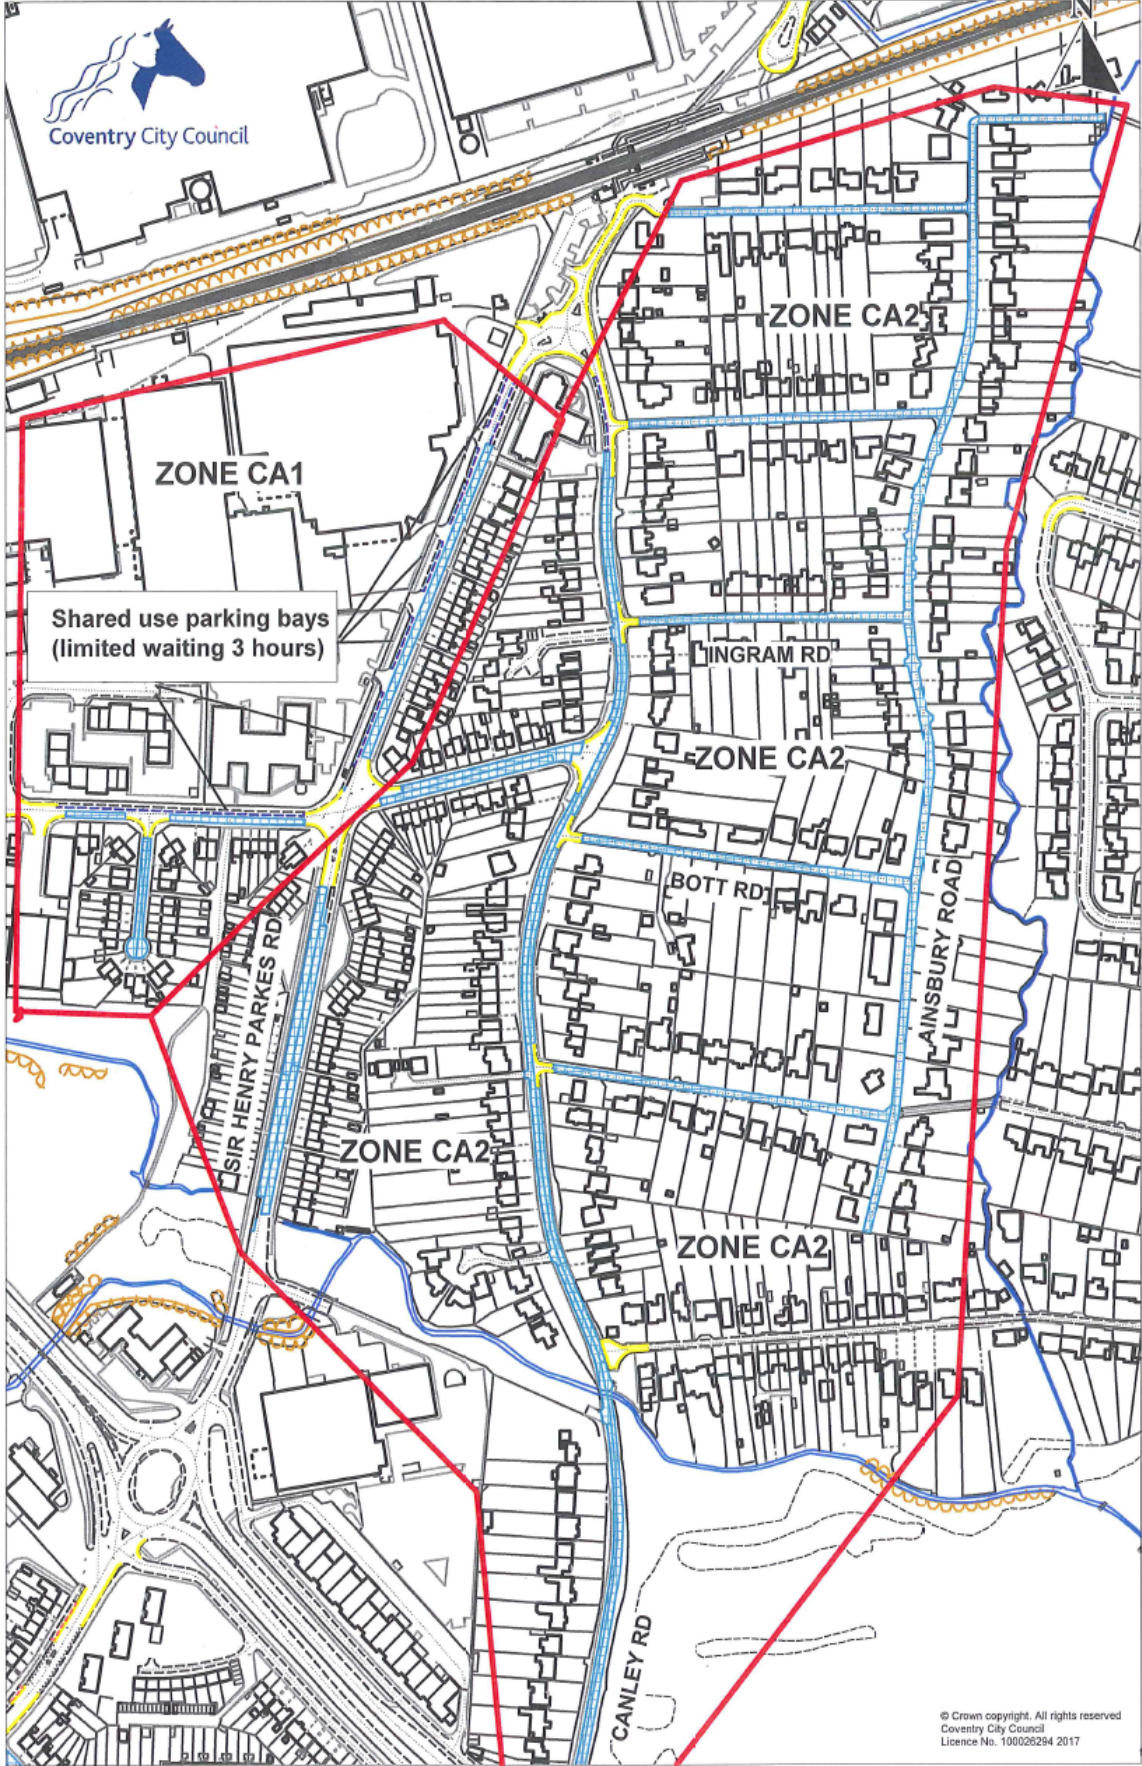 N
Coventry City Council
ZONE CA2
ZONE CA1
Shared use parking bays
(limited waiting 3 hours)
INGRAM RD
ZONE CA2
BOTT RD
AINSBURY ROAD
SIR HENRY PARKES RD
ZONE CA2
ZONE CA2
CANLEY RD
© Crown copyright. All rights reserved
Coventry City Council
Licence No. 100026294 2017